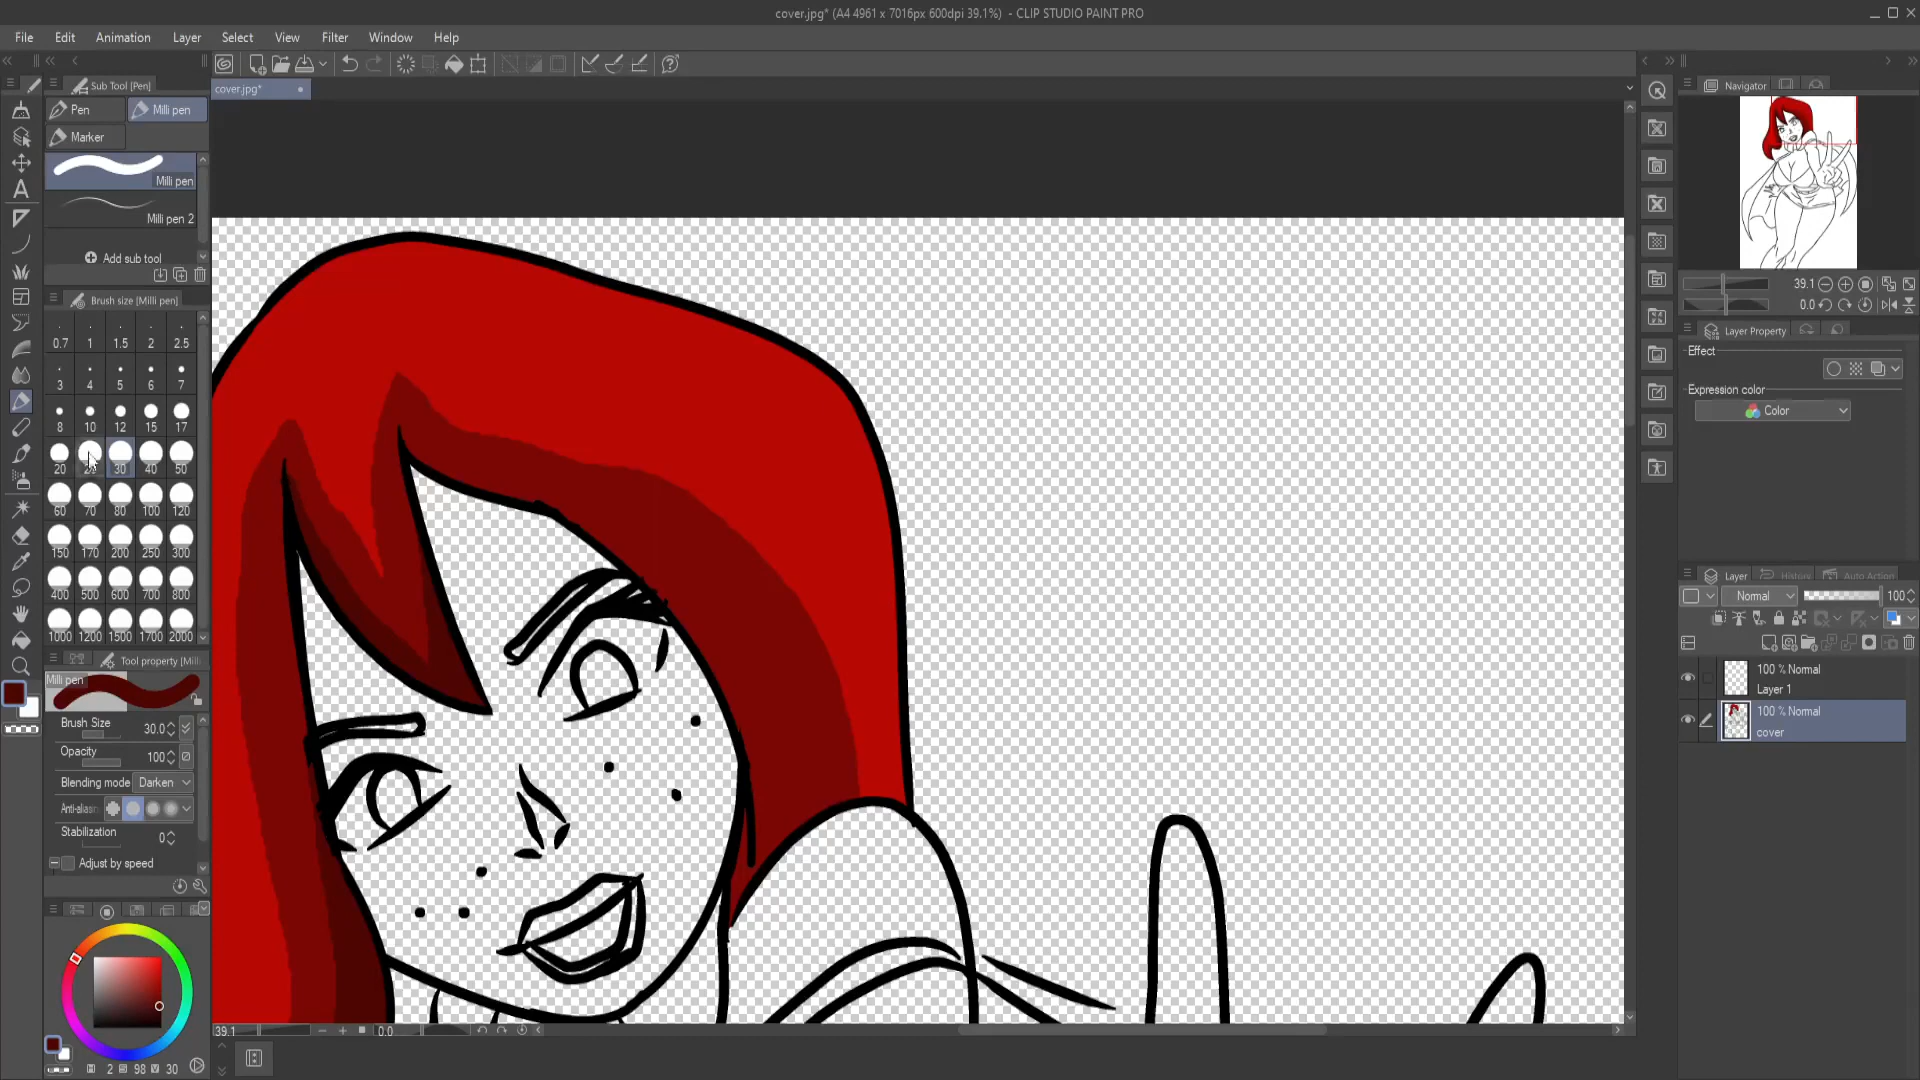 cover.jpg* (A4 4961 x 7016px 600dpi 39.1%) - CLIP STUDIO PAINT PRO
File Edit Animation Layer Select View Filter Window Help
Sub Tool [Pen]
cover.jpg*
Navigator
Pen
Milli pen
Marker
Milli pen
Milli pen 2
Add sub tool
39.1
0.0
Brush size [Milli pen]
Layer Property
0.7 1 1.5 2 2.5
Effect
3 4 5 6 7
Expression color
Color
8 10 12 15 17
20 30 40 50
60 70 80 100 120
150 170 200 250 300
400 500 600 700 800
Layer History Auto Action
Normal 100
1000 1200 1500 1700 2000
Tool property [Mill
100 % Normal
Layer 1
Milli pen
100 % Normal
cover
Brush Size 30.0
Opacity 100
Blending mode Darken
Stabilization 0
Adjust by speed
39.1 0.0
2 98 30